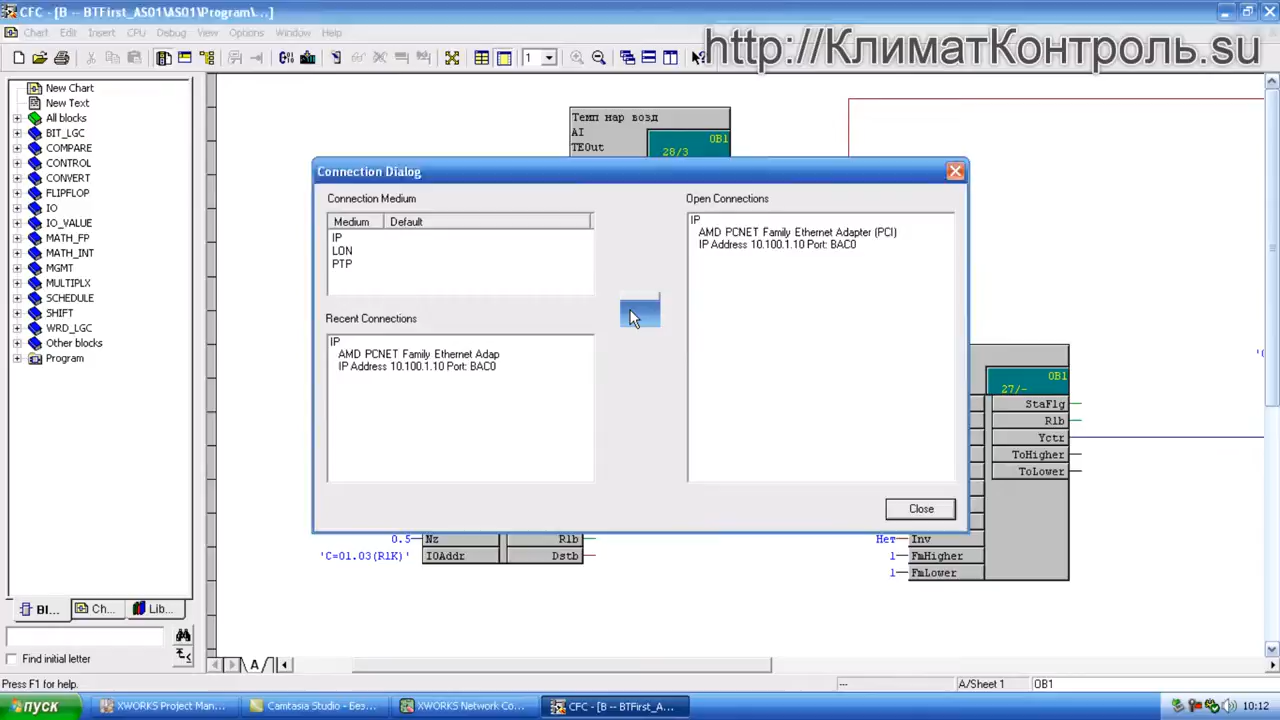 CFC - [B -- BTFirst_AS01\AS01\Program\...]
Chart Edit Insert CPU Debug View Options Window Help
http://КлиматКонтроль.su
1
New Chart
New Text
All blocks
BIT_LGC
COMPARE
CONTROL
CONVERT
FLIPFLOP
IO
IO_VALUE
MATH_FP
MATH_INT
MGMT
MULTIPLX
SCHEDULE
SHIFT
WRD_LGC
Other blocks
Program
BI...
Ch...
Lib...
Find initial letter
Темп нар возд
AI
TEOut
OB1
28/3
Connection Dialog
Connection Medium
Medium Default
IP
LON
PTP
Recent Connections
IP
AMD PCNET Family Ethernet Adap
IP Address 10.100.1.10 Port: BAC0
Open Connections
IP
AMD PCNET Family Ethernet Adapter (PCI)
IP Address 10.100.1.10 Port: BAC0
Close
OB1
27/-
StaFlg
Rlb
Yctr
ToHigher
ToLower
0.5 Nz Rlb
'C=01.03(R1K)' IOAddr Dstb
Нет Inv
1 FmHigher
1 FmLower
A
Press F1 for help.
---
A/Sheet 1
OB1
пуск
XWORKS Project Man...
Camtasia Studio - Без...
XWORKS Network Co...
CFC - [B -- BTFirst_A...
10:12